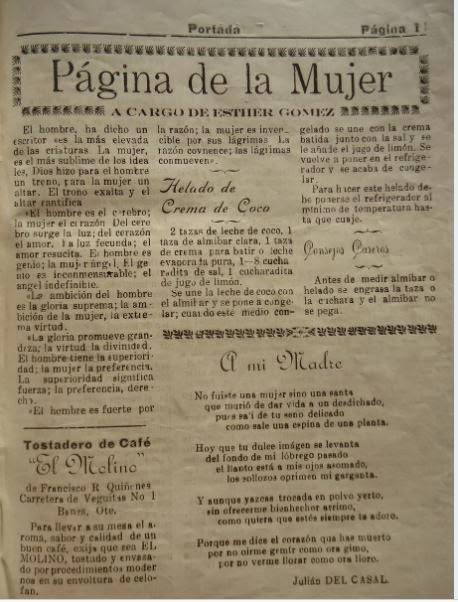 Portada
Página 1
Página de la Mujer
A CARGO DE ESTHER GOMEZ
El hombre, ha dicho un
escritor «es la más elevada
de las criaturas. La mujer,
es el más sublime de los idea
les, Dios hizo para el hombre
un treno, para la mujer un
altar. El trono exalta y el
altar rantifica
«El hombre es el cerebro;
la mujer el corazón Del cere
bro surge la luz; del corazón
el amor. La luz fecunda; el
amor resucita. El hombre es
genio; la mujer ángel. El ge-
nio es inconmensurable; el
angel indefinible.
«La ambición del hombre
es la gloria suprema; la am-
bición de la mujer, la extre-
ma virtud.
«La gloria promueve gran-
deza; la virtud la divinidad.
El hombre tiene la superiori-
dad; la mujer la preferencia.
La superioridad significa
fuerza; la preferencia, dere-
cho.
«El hombre es fuerte por
la razón; la mujer es inven-
cible por sus lágrimas La
razón covnence; las lágrimas
conmueven».
Helado de
Crema de Coco
2 tazas de leche de coco, 1
taza de almibar clara, 1 taza
de crema para batir o leche
evaporata pura, 1—8 cucha
radita de sal, 1 cucharadita
de jugo de limón.
Se une la leche de coco con
el almibar y se pone a conge-
lar; cuando esté medio con-
gelado se une con la crema
batida junto con la sal y se
le añade el jugo de limón. Se
vuelve a poner en el refrige-
rador y se acaba de conge-
lar.
Para hacer este helado de-
be ponerse el refrigerador al
mínimo de temperatura has-
ta que cuaje.
Consejos Caseros
Antes de medir almibar o
helado se engrasa la taza o
la cuchara y el almibar no
se pega.
A mi Madre
No fuiste una mujer sino una santa
que murió de dar vida a un desdichado,
pues salí de tu seno delicado
como sale una espina de una planta.
Hoy que tu dulce imágen se levanta
del fondo de mi lóbrego pasado
el llanto está a mis ojos asomado,
los sollozos oprimen mi garganta.
Y aunque yazcas trocada en polvo yerto,
sin ofrecerme bienhechor arrimo,
como quiera que estés siempre te adoro.
Porque me dice el corazón que has muerto
por no oirme gemir como ora gimo,
por no verme llorar como ora lloro.
Julián DEL CASAL.
Tostadero de Café
"El Molino"
de Francisco R Quiñones
Carretera de Veguitas No 1
Banes, Ote.
Para llevar a su mesa el a-
roma, sabor y calidad de un
buen café, exija que sea EL
MOLINO, tostado y envasa-
do por procedimientos moder
nos en su envoltura de celo-
fan.